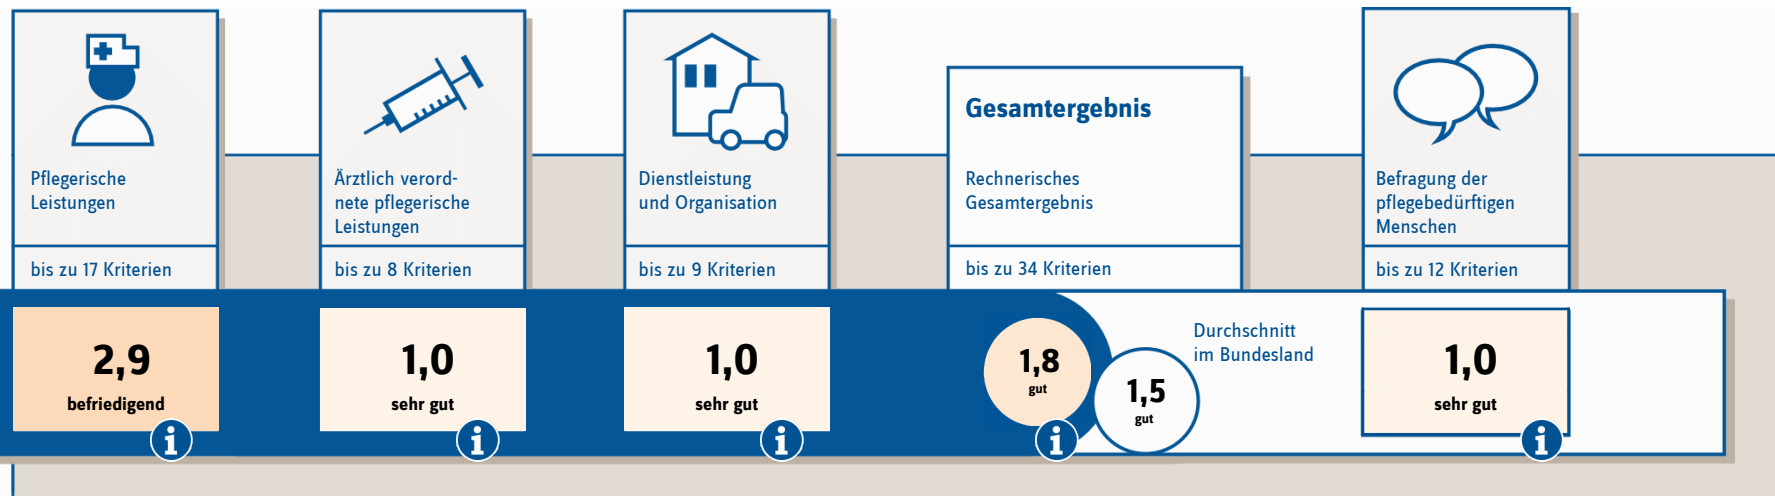 Pflegerische
Leistungen
bis zu 17 Kriterien
2,9
befriedigend
i
Ärztlich verord-
nete pflegerische
Leistungen
bis zu 8 Kriterien
1,0
sehr gut
i
Dienstleistung
und Organisation
bis zu 9 Kriterien
1,0
sehr gut
i
Gesamtergebnis
Rechnerisches
Gesamtergebnis
bis zu 34 Kriterien
1,8
gut
i
1,5
gut
Durchschnitt
im Bundesland
Befragung der
pflegebedürftigen
Menschen
bis zu 12 Kriterien
1,0
sehr gut
i